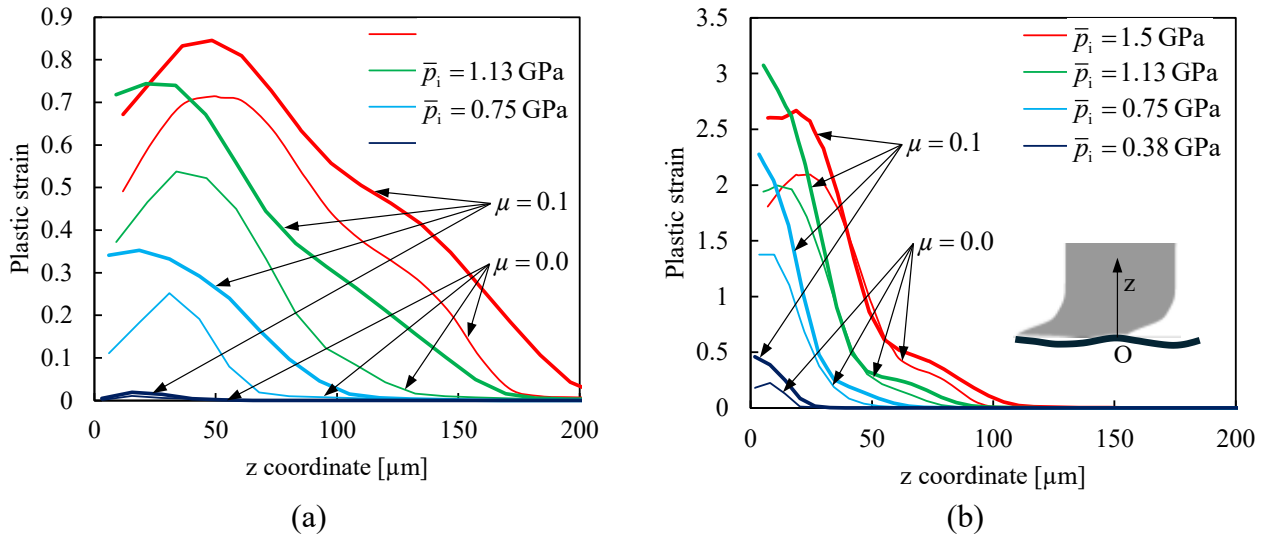 0.9
0.8
0.7
0.6
0.5
0.4
0.3
0.2
0.1
0
Plastic strain
p̅i = 1.13 GPa
p̅i = 0.75 GPa
μ = 0.1
μ = 0.0
0 50 100 150 200
z coordinate [µm]
(a)
3.5
3
2.5
2
1.5
1
0.5
0
Plastic strain
p̅i = 1.5 GPa
p̅i = 1.13 GPa
p̅i = 0.75 GPa
p̅i = 0.38 GPa
μ = 0.1
μ = 0.0
z
O
0 50 100 150 200
z coordinate [µm]
(b)